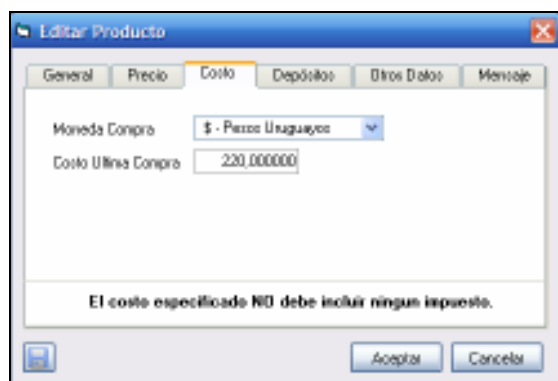 Editar Producto
General Precio Costo Depósitos Otros Datos Mensaje
Moneda Compra $ - Pesos Uruguayos
Costo Ultima Compra 220,000000
El costo especificado NO debe incluir ningun impuesto.
Aceptar Cancelar